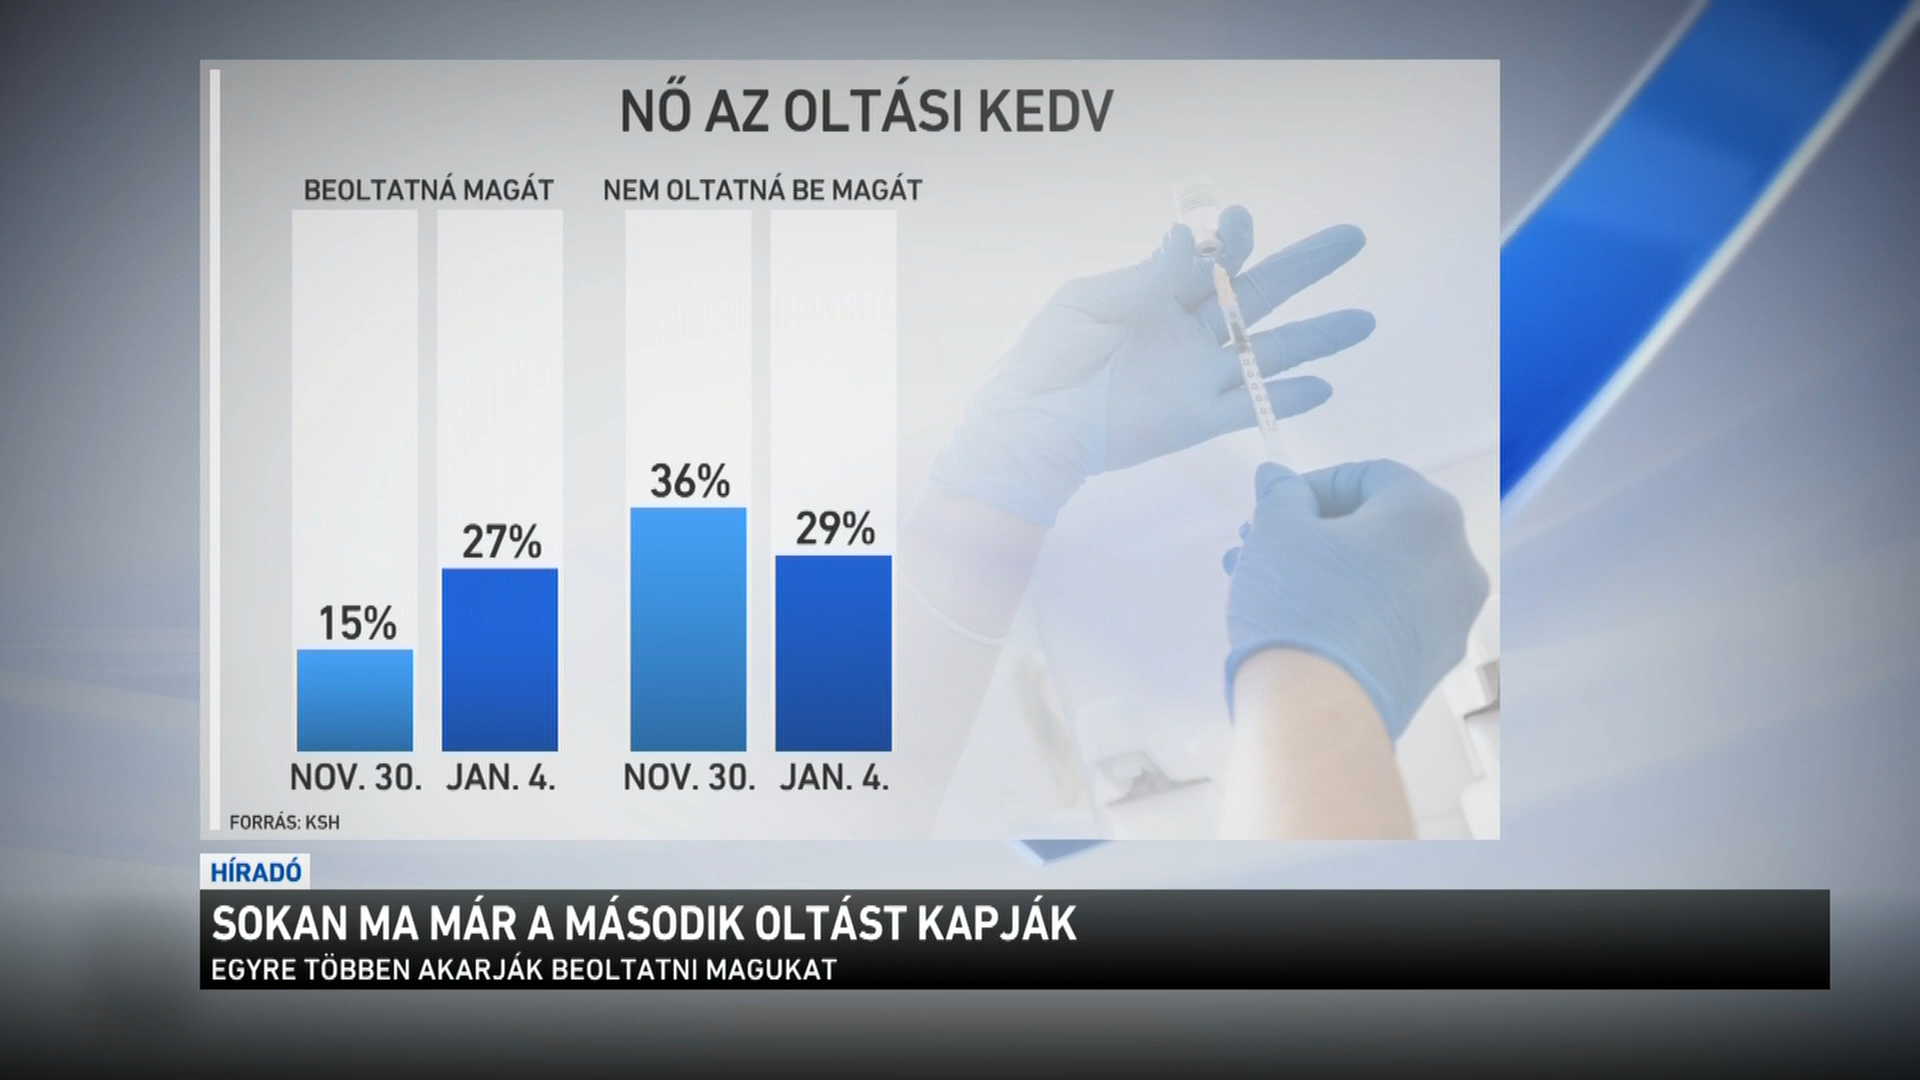 NŐ AZ OLTÁSI KEDV
BEOLTATNÁ MAGÁT
NEM OLTATNÁ BE MAGÁT
15%
27%
36%
29%
NOV. 30.
JAN. 4.
NOV. 30.
JAN. 4.
FORRÁS: KSH
HÍRADÓ
SOKAN MA MÁR A MÁSODIK OLTÁST KAPJÁK
EGYRE TÖBBEN AKARJÁK BEOLTATNI MAGUKAT